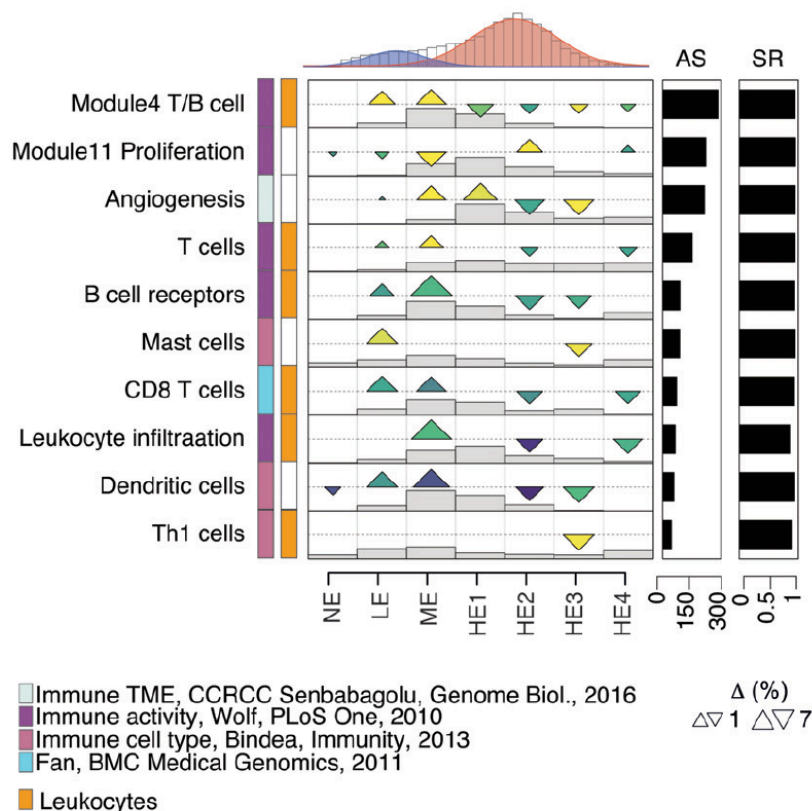 AS SR
Module4 T/B cell
Module11 Proliferation
Angiogenesis
T cells
B cell receptors
Mast cells
CD8 T cells
Leukocyte infiltraation
Dendritic cells
Th1 cells
NE LE ME HE1 HE2 HE3 HE4 0 150 300 0 0.5 1
Immune TME, CCRCC Senbabagolu, Genome Biol., 2016
Immune activity, Wolf, PLoS One, 2010
Immune cell type, Bindea, Immunity, 2013
Fan, BMC Medical Genomics, 2011
Leukocytes
Δ (%)
1 7